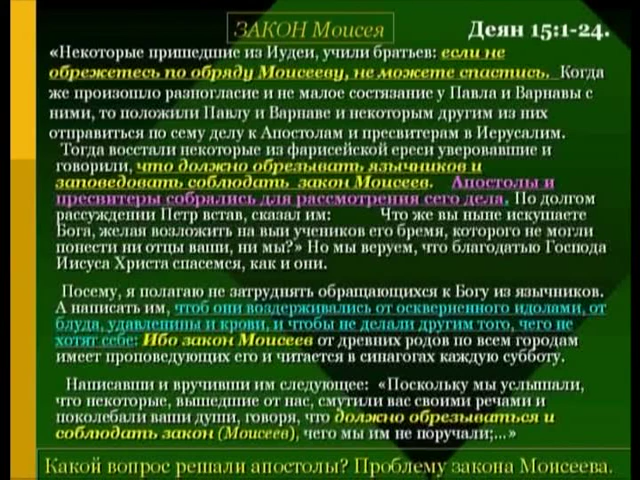 ЗАКОН Моисея
Деян 15:1-24.
«Некоторые пришедшие из Иудеи, учили братьев: если не
обрежетесь по обряду Моисееву, не можете спастись. Когда
же произошло разногласие и не малое состязание у Павла и Варнавы с
ними, то положили Павлу и Варнаве и некоторым другим из них
отправиться по сему делу к Апостолам и пресвитерам в Иерусалим.
Тогда восстали некоторые из фарисейской ереси уверовавшие и
говорили, что должно обрезывать язычников и
заповедовать соблюдать закон Моисеев. Апостолы и
пресвитеры собрались для рассмотрения сего дела. По долгом
рассуждении Петр встав, сказал им: Что же вы ныне искушаете
Бога, желая возложить на выи учеников его бремя, которого не могли
понести ни отцы ваши, ни мы?» Но мы веруем, что благодатью Господа
Иисуса Христа спасемся, как и они.
Посему, я полагаю не затруднять обращающихся к Богу из язычников.
А написать им, чтоб они воздерживались от оскверненного идолами, от
блуда, удавленины и крови, и чтобы не делали другим того, чего не
хотят себе: Ибо закон Моисеев от древних родов по всем городам
имеет проповедующих его и читается в синагогах каждую субботу.
Написавши и вручивши им следующее: «Поскольку мы услышали,
что некоторые, вышедшие от нас, смутили вас своими речами и
поколебали ваши души, говоря, что должно обрезываться и
соблюдать закон (Моисеев), чего мы им не поручали;...»
Какой вопрос решали апостолы? Проблему закона Моисеева.